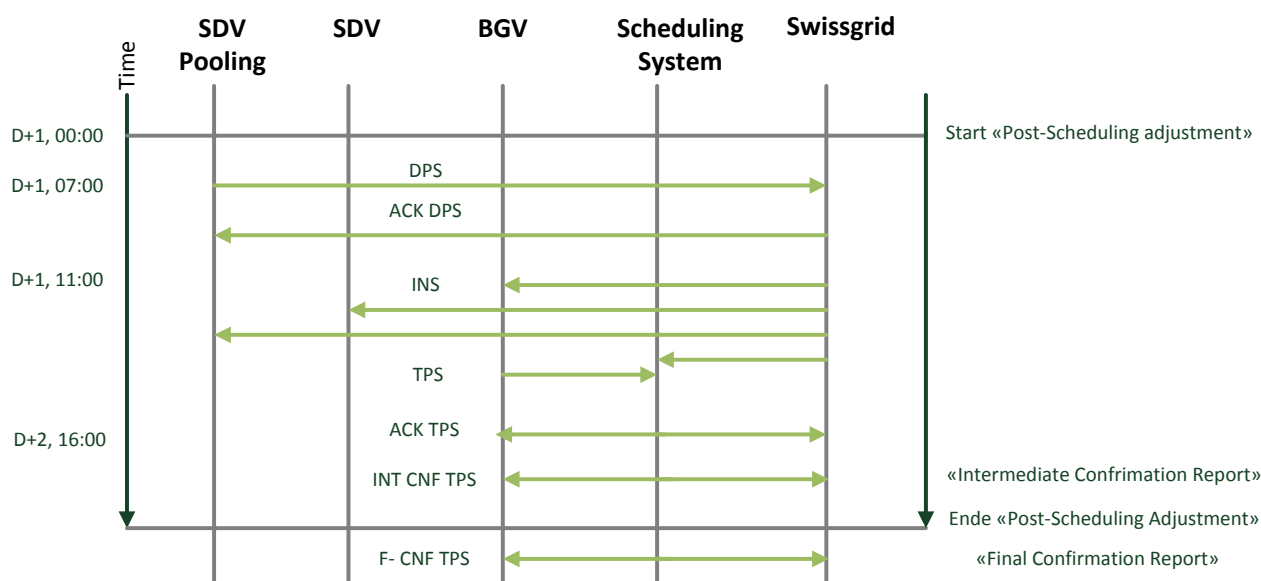 SDV Pooling
SDV
BGV
Scheduling System
Swissgrid
Time
D+1, 00:00
Start «Post-Scheduling adjustment»
DPS
D+1, 07:00
ACK DPS
D+1, 11:00
INS
TPS
ACK TPS
D+2, 16:00
INT CNF TPS
«Intermediate Confrimation Report»
Ende «Post-Scheduling Adjustment»
F- CNF TPS
«Final Confirmation Report»